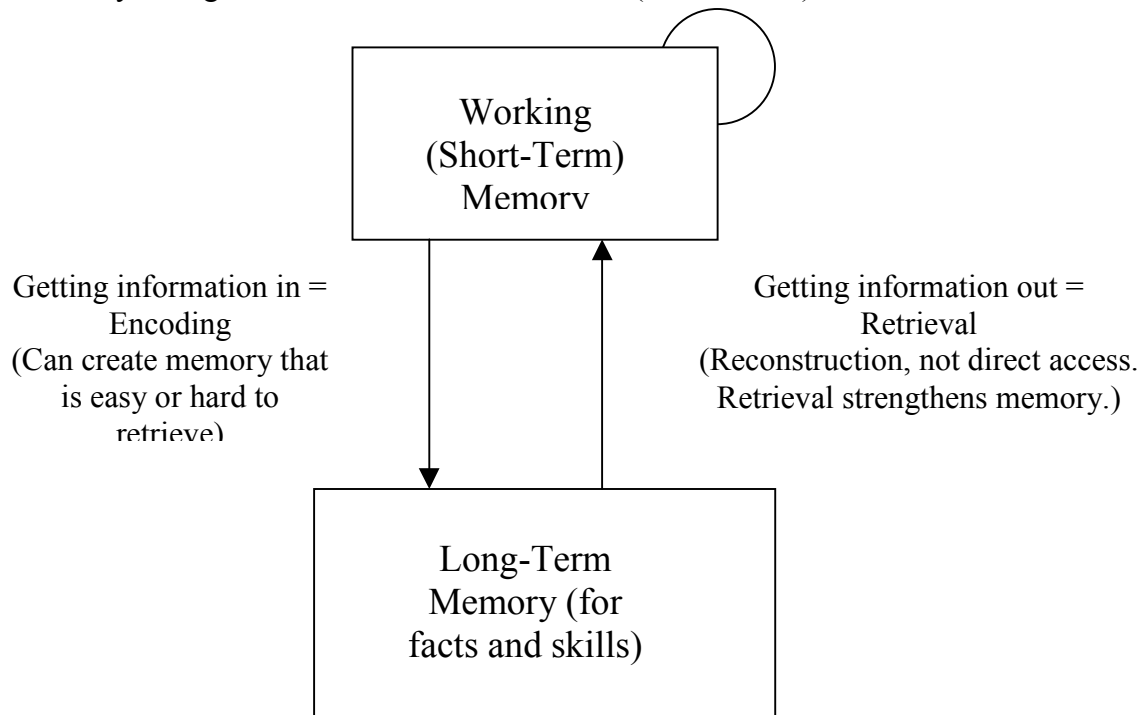 Working
(Short-Term)
Memory
Getting information in =
Encoding
(Can create memory that
is easy or hard to
retrieve)
Getting information out =
Retrieval
(Reconstruction, not direct access.
Retrieval strengthens memory.)
Long-Term
Memory (for
facts and skills)